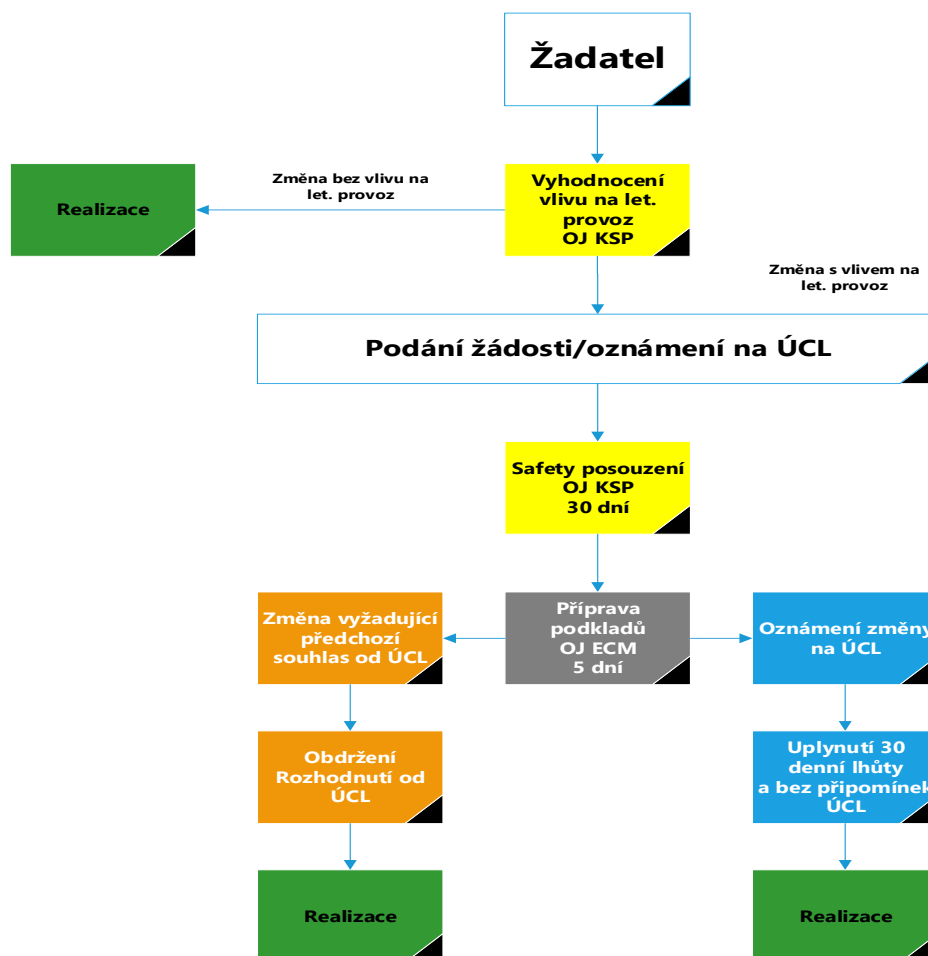 Žadatel
Změna bez vlivu na
let. provoz
Realizace
Vyhodnocení
vlivu na let.
provoz
OJ KSP
Změna s vlivem na
let. provoz
Podání žádosti/oznámení na ÚCL
Safety posouzení
OJ KSP
30 dní
Změna vyžadující
předchozí
souhlas od ÚCL
Příprava
podkladů
OJ ECM
5 dní
Oznámení změny
na ÚCL
Obdržení
Rozhodnutí od
ÚCL
Uplynutí 30
denní lhůty
a bez připomínek
ÚCL
Realizace
Realizace